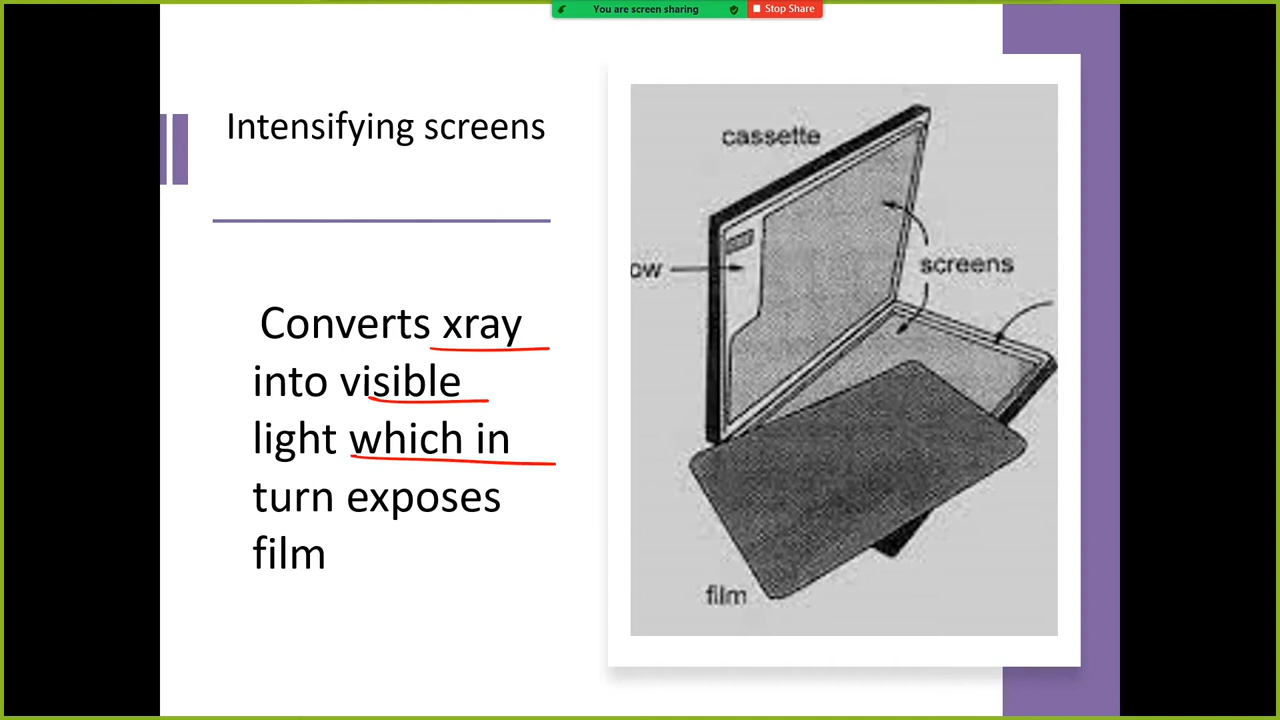 You are screen sharing
Stop Share
Intensifying screens
Converts xray
into visible
light which in
turn exposes
film
cassette
ow
screens
film